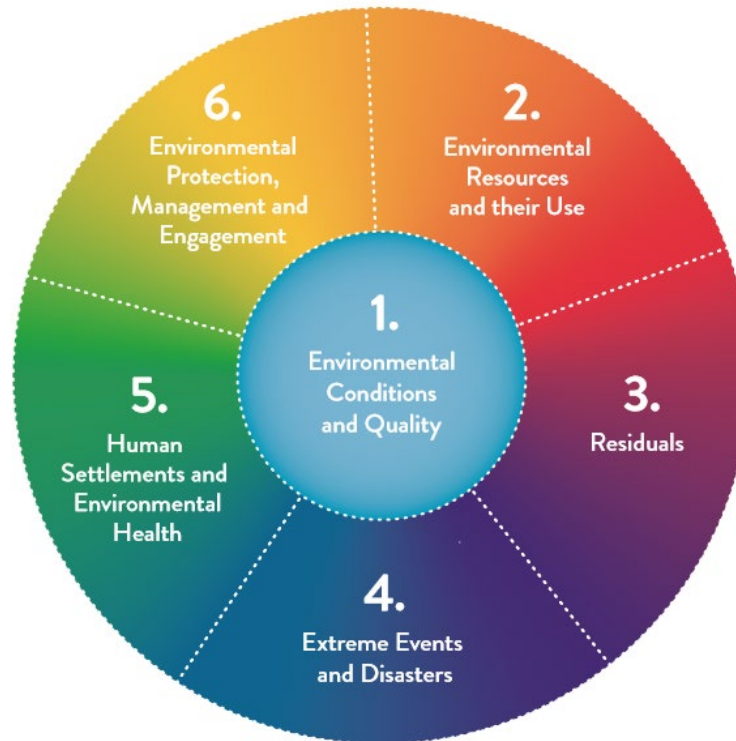 1.
Environmental
Conditions
and Quality
2.
Environmental
Resources
and their Use
3.
Residuals
4.
Extreme Events
and Disasters
5.
Human
Settlements and
Environmental
Health
6.
Environmental
Protection,
Management and
Engagement